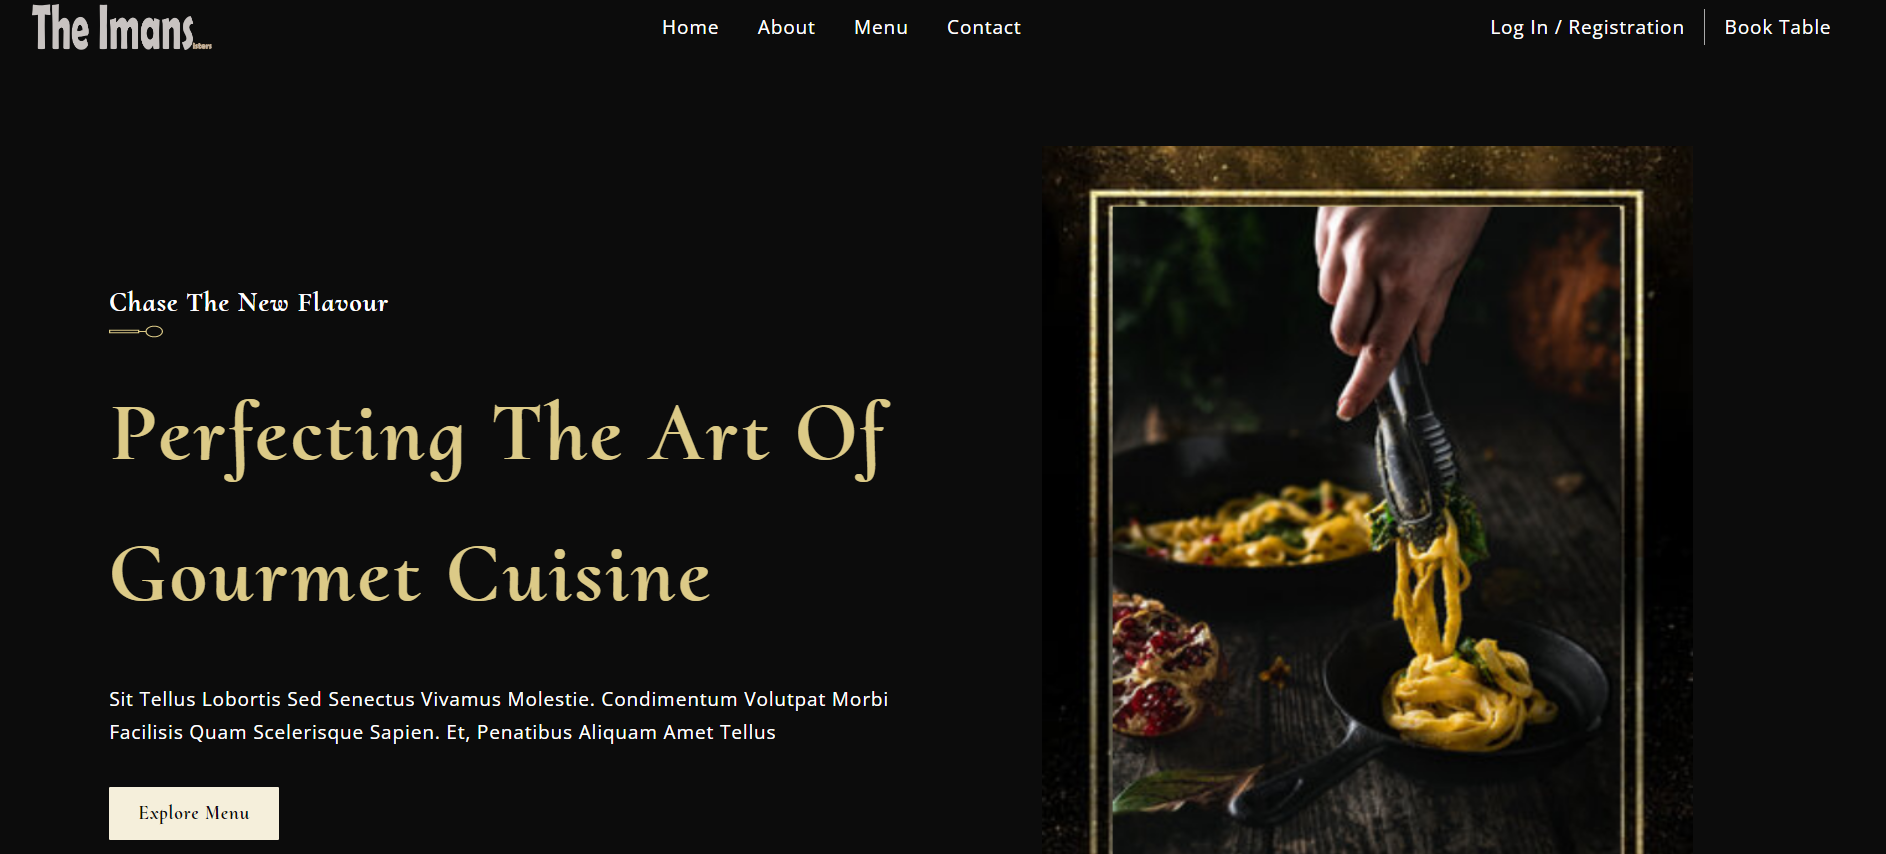 The Imans
Home About Menu Contact
Log In / Registration Book Table
Chase The New Flavour
Perfecting The Art Of
Gourmet Cuisine
Sit Tellus Lobortis Sed Senectus Vivamus Molestie. Condimentum Volutpat Morbi
Facilisis Quam Scelerisque Sapien. Et, Penatibus Aliquam Amet Tellus
Explore Menu